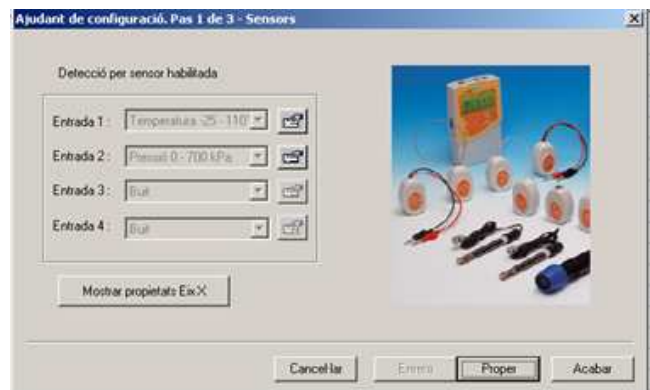 Ajudant de configuració. Pas 1 de 3 - Sensors
Detecció per sensor habilitada
Entrada 1 : Temperatura -25 - 110°
Entrada 2 : Pressió 0 - 700 kPa
Entrada 3 : Buit
Entrada 4 : Buit
Mostrar propietats Eix X
Cancel·lar Enrera Proper Acabar